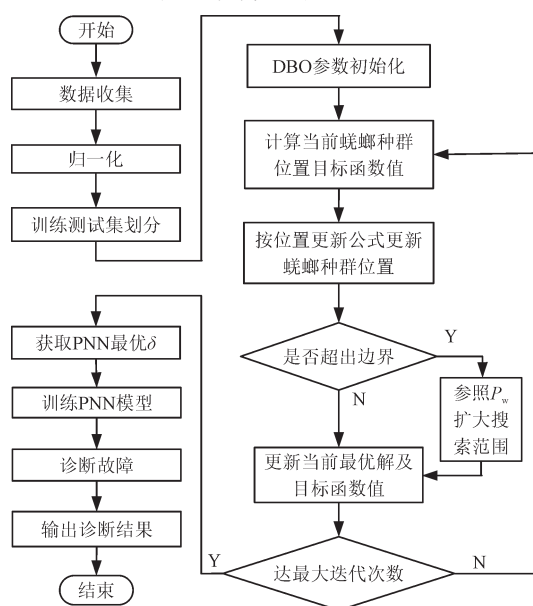 开始
数据收集
归一化
训练测试集划分
DBO参数初始化
计算当前蜣螂种群
位置目标函数值
按位置更新公式更新
蜣螂种群位置
是否超出边界
Y
N
参照Pw
扩大搜
索范围
更新当前最优解及
目标函数值
达最大迭代次数
N
Y
获取PNN最优δ
训练PNN模型
诊断故障
输出诊断结果
结束